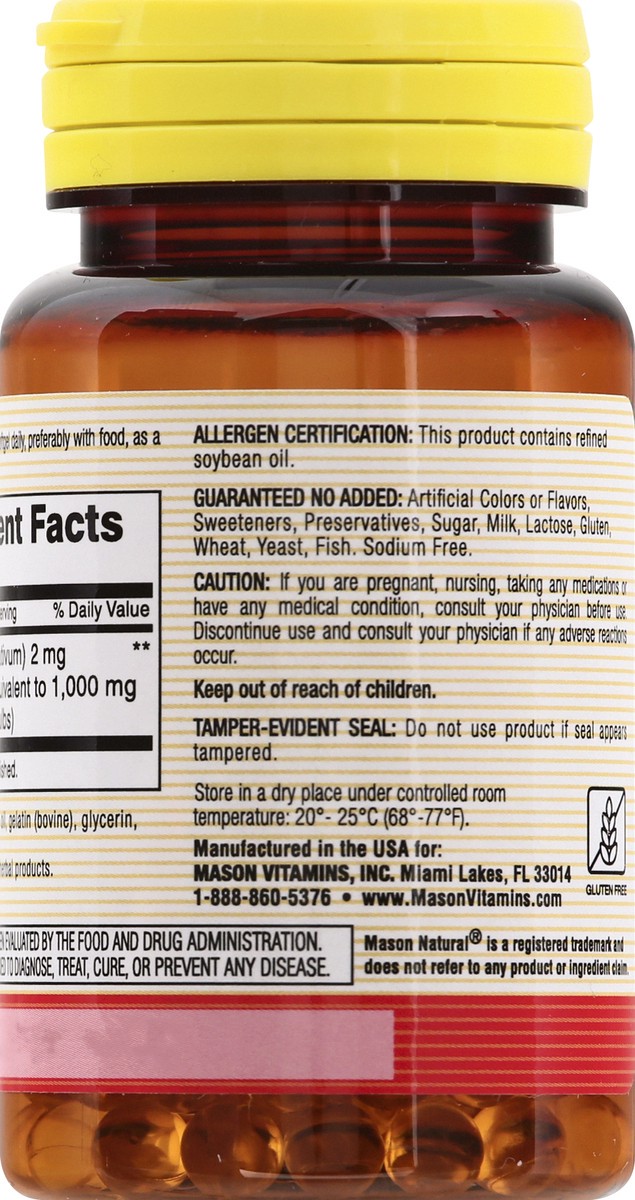 daily, preferably with food, as a
Facts
% Daily Value
2 mg **
to 1,000 mg
gelatin (bovine), glycerin,
products.
EVALUATED BY THE FOOD AND DRUG ADMINISTRATION.
TO DIAGNOSE, TREAT, CURE, OR PREVENT ANY DISEASE.
ALLERGEN CERTIFICATION: This product contains refined
soybean oil.
GUARANTEED NO ADDED: Artificial Colors or Flavors,
Sweeteners, Preservatives, Sugar, Milk, Lactose, Gluten,
Wheat, Yeast, Fish. Sodium Free.
CAUTION: If you are pregnant, nursing, taking any medications or
have any medical condition, consult your physician before use.
Discontinue use and consult your physician if any adverse reactions
occur.
Keep out of reach of children.
TAMPER-EVIDENT SEAL: Do not use product if seal appears
tampered.
Store in a dry place under controlled room
temperature: 20°- 25°C (68°-77°F).
Manufactured in the USA for:
MASON VITAMINS, INC. Miami Lakes, FL 33014
1-888-860-5376 • www.MasonVitamins.com
GLUTEN FREE
Mason Natural® is a registered trademark and
does not refer to any product or ingredient claim.